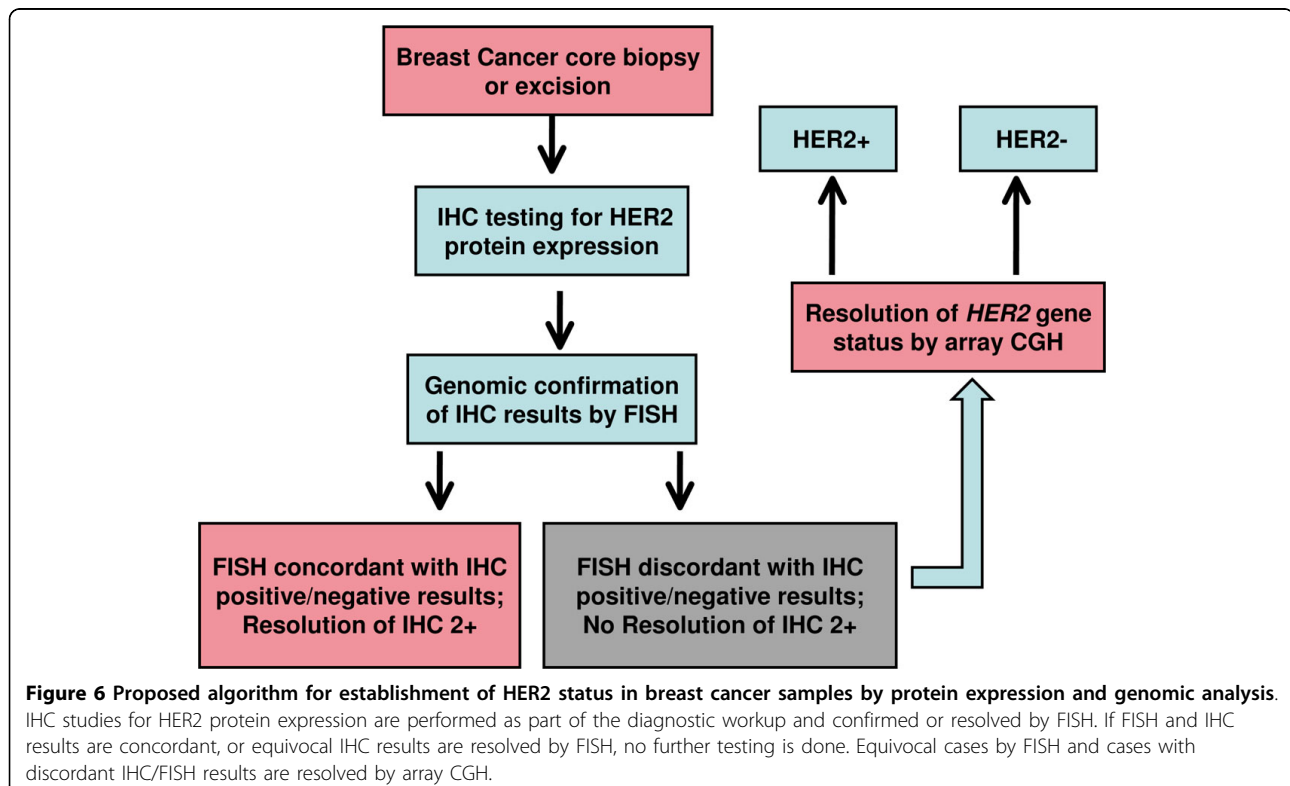 Breast Cancer core biopsy
or excision
HER2+
HER2-
IHC testing for HER2
protein expression
Resolution of HER2 gene
status by array CGH
Genomic confirmation
of IHC results by FISH
FISH concordant with IHC
positive/negative results;
Resolution of IHC 2+
FISH discordant with IHC
positive/negative results;
No Resolution of IHC 2+
Figure 6 Proposed algorithm for establishment of HER2 status in breast cancer samples by protein expression and genomic analysis.
IHC studies for HER2 protein expression are performed as part of the diagnostic workup and confirmed or resolved by FISH. If FISH and IHC
results are concordant, or equivocal IHC results are resolved by FISH, no further testing is done. Equivocal cases by FISH and cases with
discordant IHC/FISH results are resolved by array CGH.